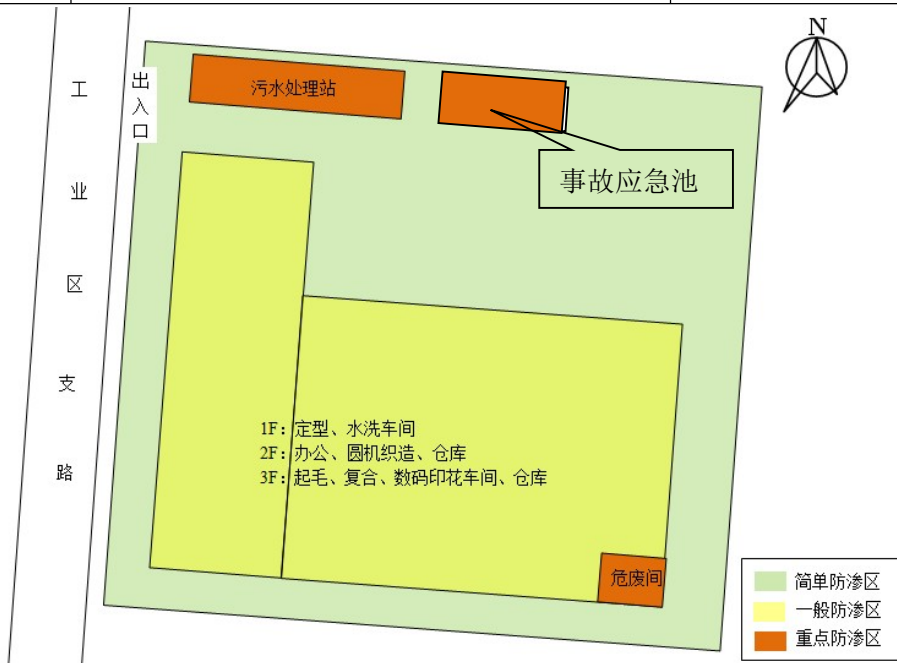 N
工业区支路
出入口
污水处理站
事故应急池
1F：定型、水洗车间
2F：办公、圆机织造、仓库
3F：起毛、复合、数码印花车间、仓库
危废间
简单防渗区
一般防渗区
重点防渗区